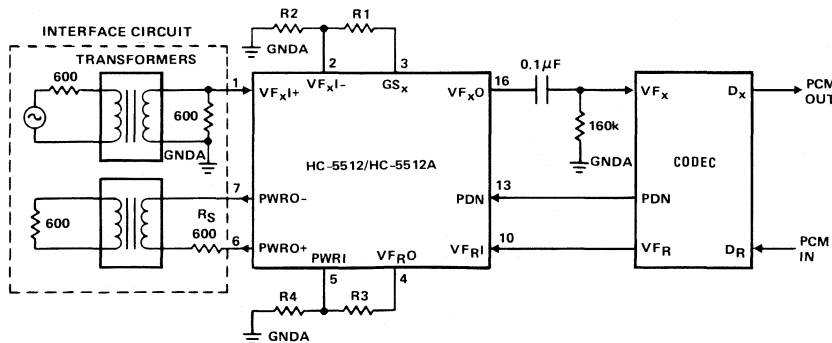 R2
R1
INTERFACE CIRCUIT
GNDA
TRANSFORMERS
2
3
0.1μF
600
1
VFxI+
VFxI-
GSx
VFxO
16
VFx
Dx
PCM
OUT
600
160k
GNDA
GNDA
HC-5512/HC-5512A
CODEC
7
PWRO-
PDN
13
PDN
600
RS
600
6
PWRO+
PWRI
VFRO
VFRI
10
VFR
DR
PCM
IN
5
4
R4
R3
GNDA